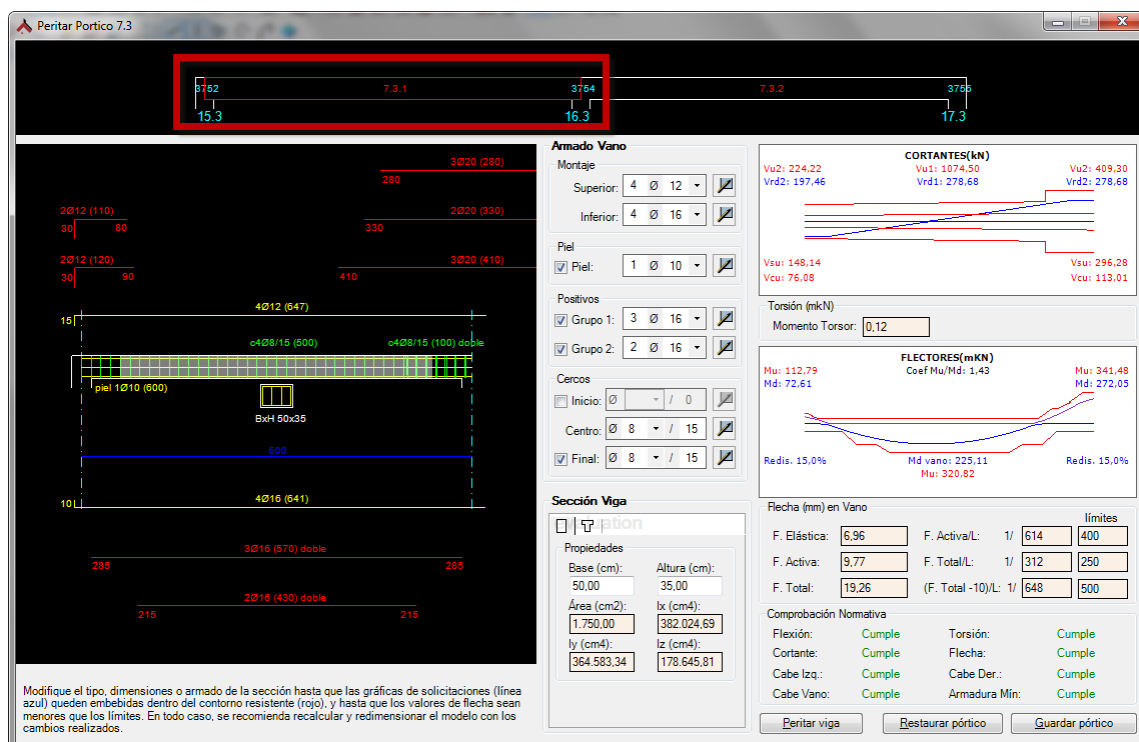 Peritar Portico 7.3
3752 7.3.1 3754 7.3.2 3756
15.3 16.3 17.3
3Ø20 (280)
280
2Ø12 (110) 2Ø20 (330)
30 80 330
2Ø12 (120) 3Ø20 (410)
30 90 410
4Ø12 (647)
15
c4Ø8/15 (500) c4Ø8/15 (100) doble
piel 1Ø10 (600)
BxH 50x35
600
4Ø16 (641)
10
3Ø16 (570) doble
285 285
2Ø16 (430) doble
215 215
Modifique el tipo, dimensiones o armado de la sección hasta que las gráficas de solicitaciones (línea
azul) queden embebidas dentro del contorno resistente (rojo), y hasta que los valores de flecha sean
menores que los límites. En todo caso, se recomienda recalcular y redimensionar el modelo con los
cambios realizados.
Armado Vano
Montaje
Superior: 4 Ø 12
Inferior: 4 Ø 16
Piel
Piel: 1 Ø 10
Positivos
Grupo 1: 3 Ø 16
Grupo 2: 2 Ø 16
Cercos
Inicio: Ø / 0
Centro: Ø 8 / 15
Final: Ø 8 / 15
Sección Viga
Propiedades
Base (cm): Altura (cm):
50,00 35,00
Área (cm2): Ix (cm4):
1.750,00 382.024,69
Iy (cm4): Iz (cm4):
364.583,34 178.645,81
CORTANTES(kN)
Vu2: 224,22 Vu1: 1074,50 Vu2: 409,30
Vrd2: 197,46 Vrd1: 278,68 Vrd2: 278,68
Vsu: 148,14 Vsu: 296,28
Vcu: 76,08 Vcu: 113,01
Torsión (mkN)
Momento Torsor: 0,12
FLECTORES(mKN)
Mu: 112,79 Coef Mu/Md: 1,43 Mu: 341,48
Md: 72,61 Md: 272,05
Redis. 15,0% Md vano: 225,11 Redis. 15,0%
Mu: 320,82
Flecha (mm) en Vano
límites
F. Elástica: 6,96 F. Activa/L: 1/ 614 400
F. Activa: 9,77 F. Total/L: 1/ 312 250
F. Total: 19,26 (F. Total -10)/L: 1/ 648 500
Comprobación Normativa
Flexión: Cumple Torsión: Cumple
Cortante: Cumple Flecha: Cumple
Cabe Izq.: Cumple Cabe Der.: Cumple
Cabe Vano: Cumple Armadura Mín: Cumple
Peritar viga Restaurar pórtico Guardar pórtico